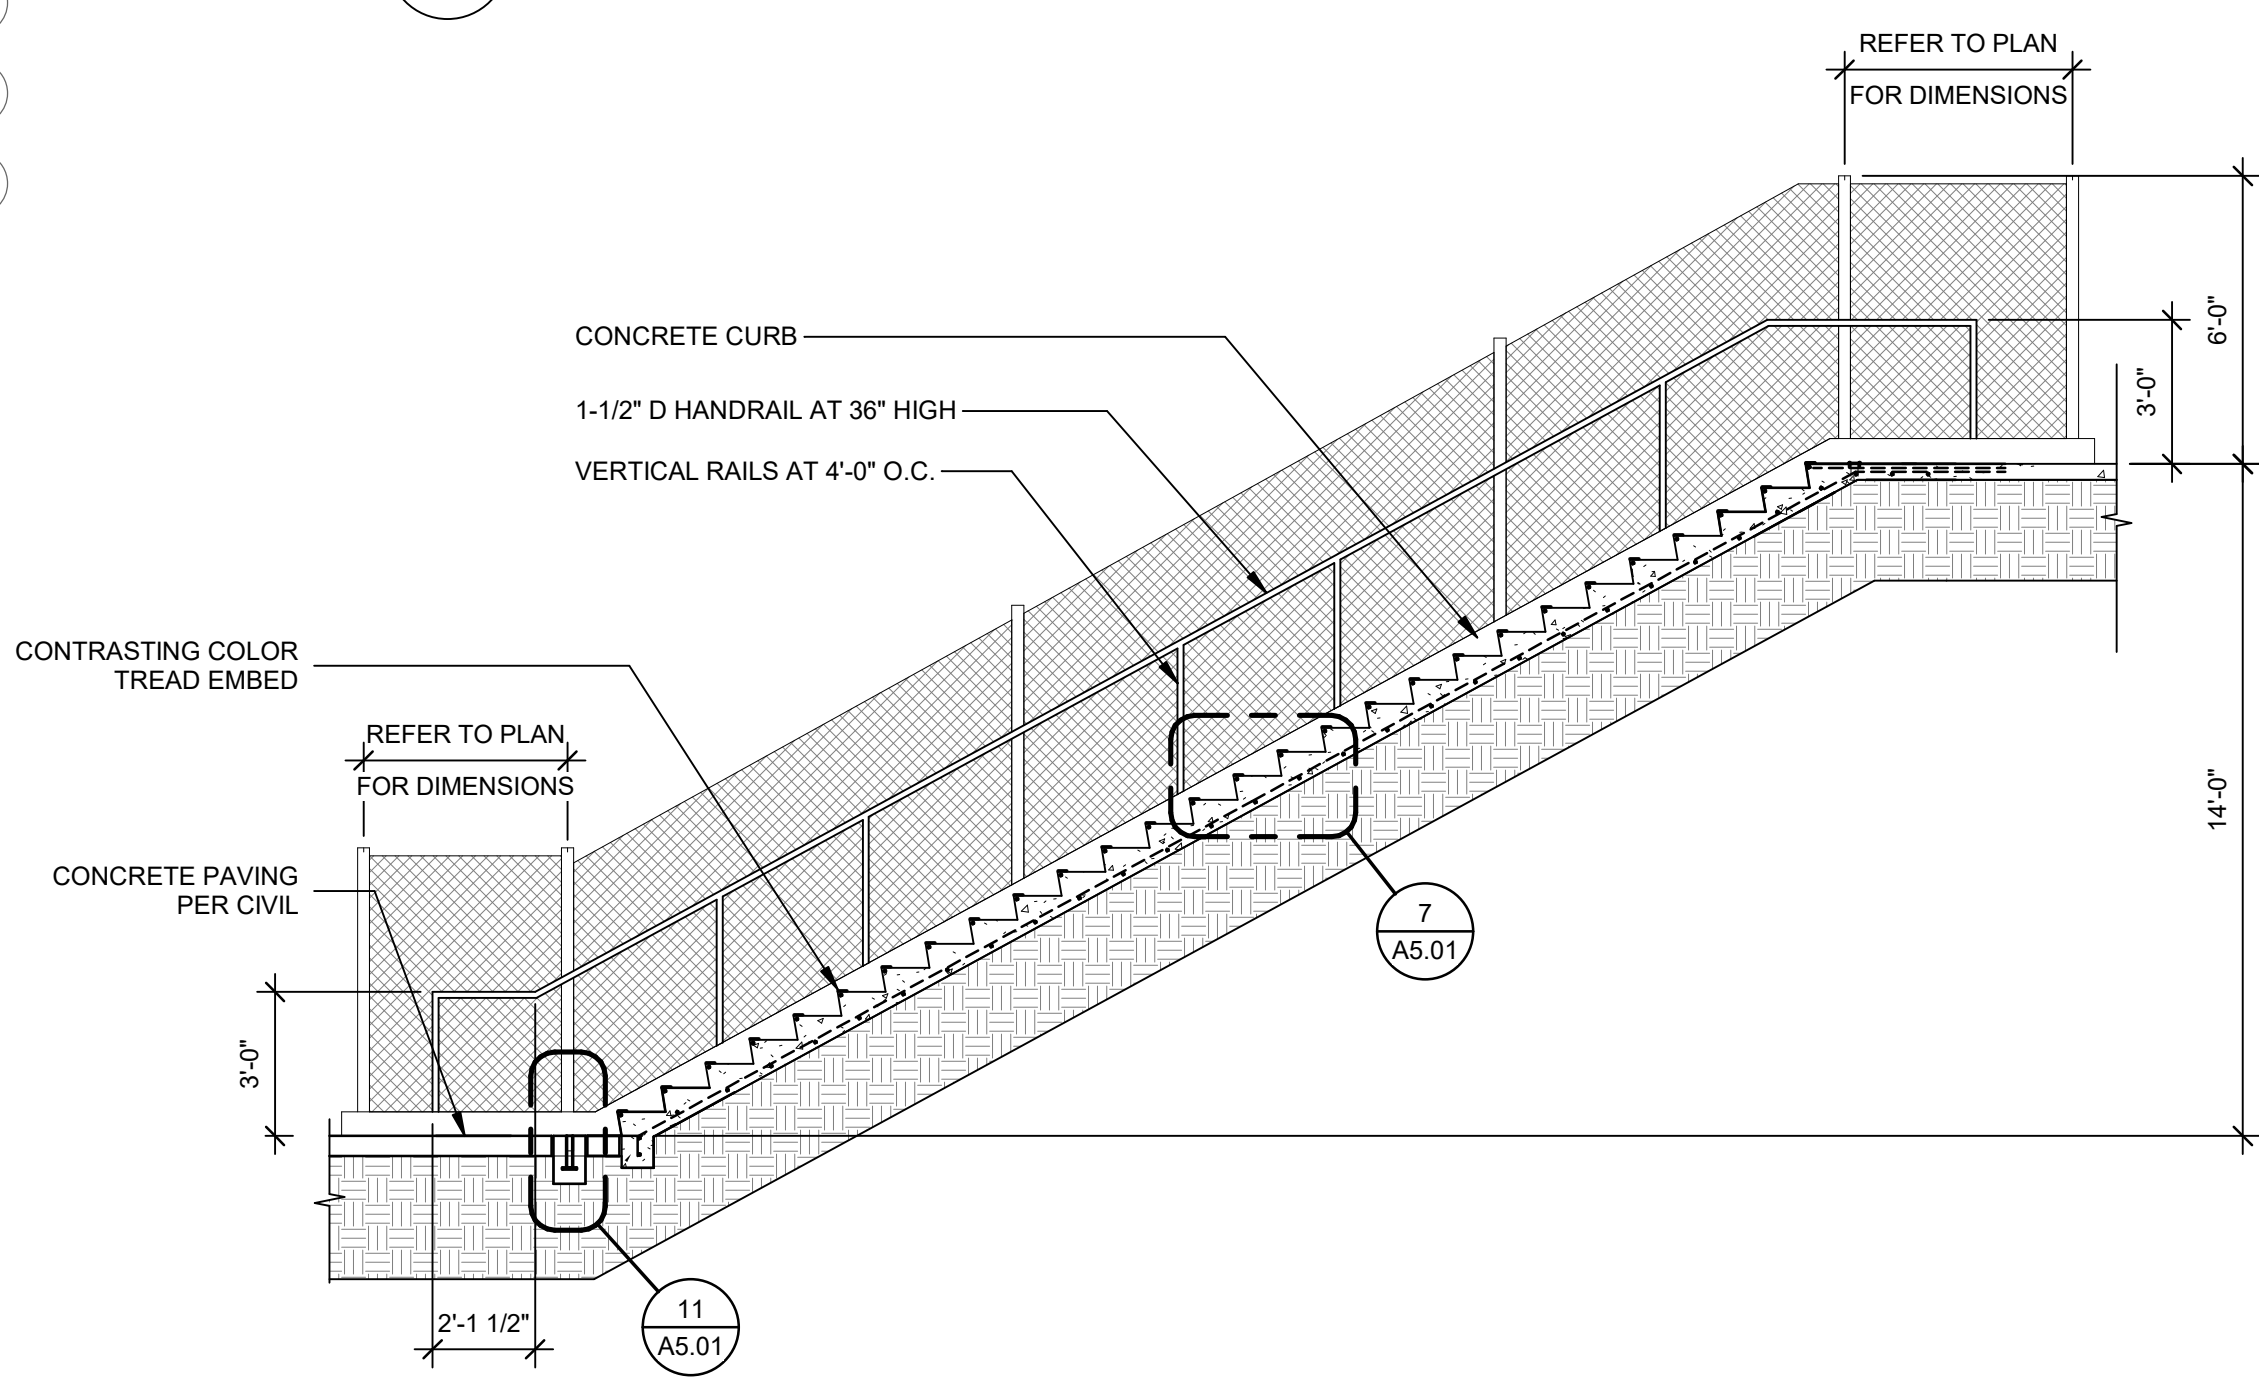 REFER TO PLAN
FOR DIMENSIONS
CONCRETE CURB
1-1/2" D HANDRAIL AT 36" HIGH
VERTICAL RAILS AT 4'-0" O.C.
6'-0"
3'-0"
CONTRASTING COLOR
TREAD EMBED
REFER TO PLAN
FOR DIMENSIONS
14'-0"
CONCRETE PAVING
PER CIVIL
7
A5.01
3'-0"
11
A5.01
2'-1 1/2"